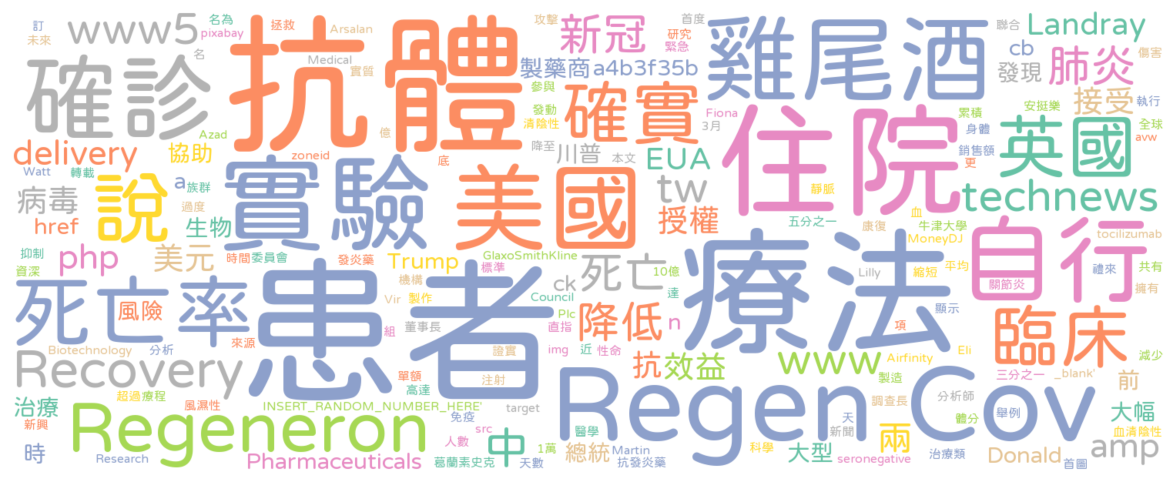 訂
未來
www5
名為
pixabay
拯救
Arsalan
攻擊
新冠
首度
研究
緊急
雞尾酒
聯合
Landray
名
Medical
實質
製藥商
a4b3f35b
cb
發現
肺炎
傷害
確診
抗體
參與
發動
清陰性
確實
Fiona
3月
住院
累積
安挺樂
接受
執行
Azad
億
降至
川普
本文
EUA
身體
英國
全球
avw
delivery
協助
zoneid
底
銷售額
更
Watt
轉載
a
族群
實驗
美國
tw
靜脈
technews
病毒
說
href
過度
生物
授權
五分之一
血
康復
牛津大學
MoneyDJ
自行
tocilizumab
抑制
資深
php
美元
時間
委員會
發炎藥
GlaxoSmithKline
標準
Trump
機構
ck
死亡
10億
達
療法
Lilly
縮短
平均
禮來
共有
擁有
關節炎
死亡率
風險
患者
Vir
製作
Council
Plc
降低
n
顯示
臨床
來源
組
董事長
直指
項
Biotechnology
分析
證實
img
近
性命
抗
效益
www
Airfinity
Eli
減少
Recovery
單額
高達
注射
製造
三分之一
_blank'
前
超過
療程
治療
新興
風濕性
INSERT_RANDOM_NUMBER_HERE'
target
Regen
Cov
調查長
分析師
天
體分
舉例
大幅
Regeneron
免疫
src
人數
中
1萬
醫學
新聞
兩
血清陰性
時
Research
Pharmaceuticals
葛蘭素史克
天數
總統
Martin
抗發炎藥
科學
大型
seronegative
治療類
Donald
首圖
amp